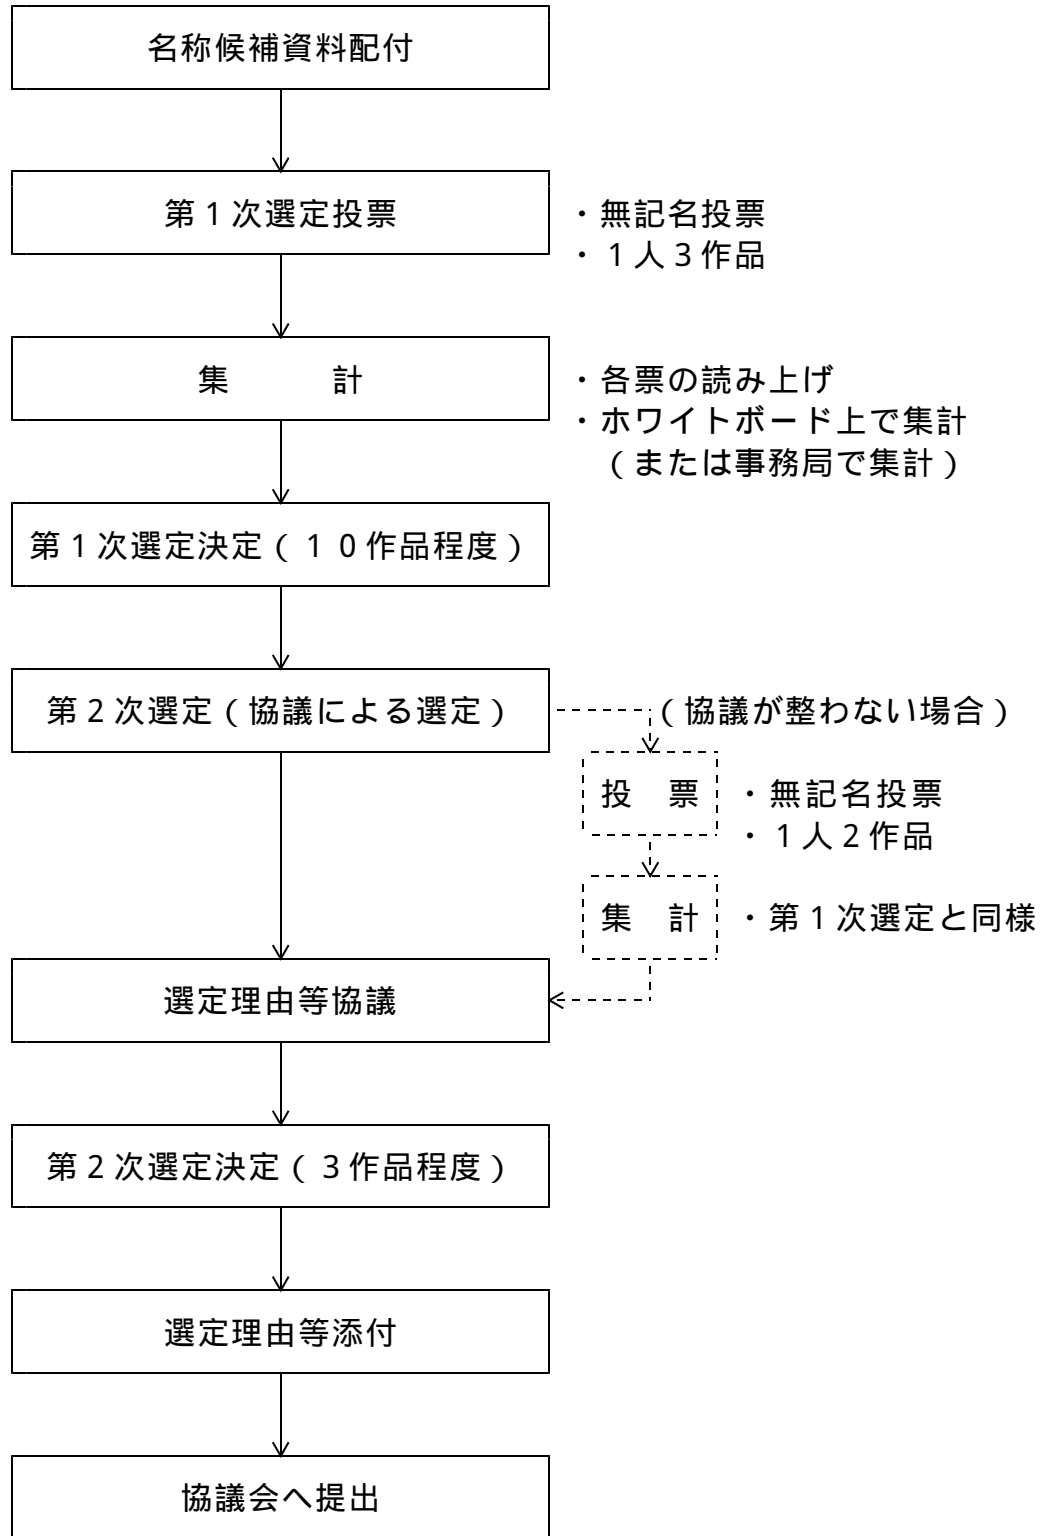 名称候補資料配付
第1次選定投票
・無記名投票
・1人3作品
集　　　計
・各票の読み上げ
・ホワイトボード上で集計
（または事務局で集計）
第1次選定決定（１０作品程度）
第2次選定（協議による選定）
（協議が整わない場合）
投　票
・無記名投票
・1人2作品
集　計
・第1次選定と同様
選定理由等協議
第2次選定決定（3作品程度）
選定理由等添付
協議会へ提出